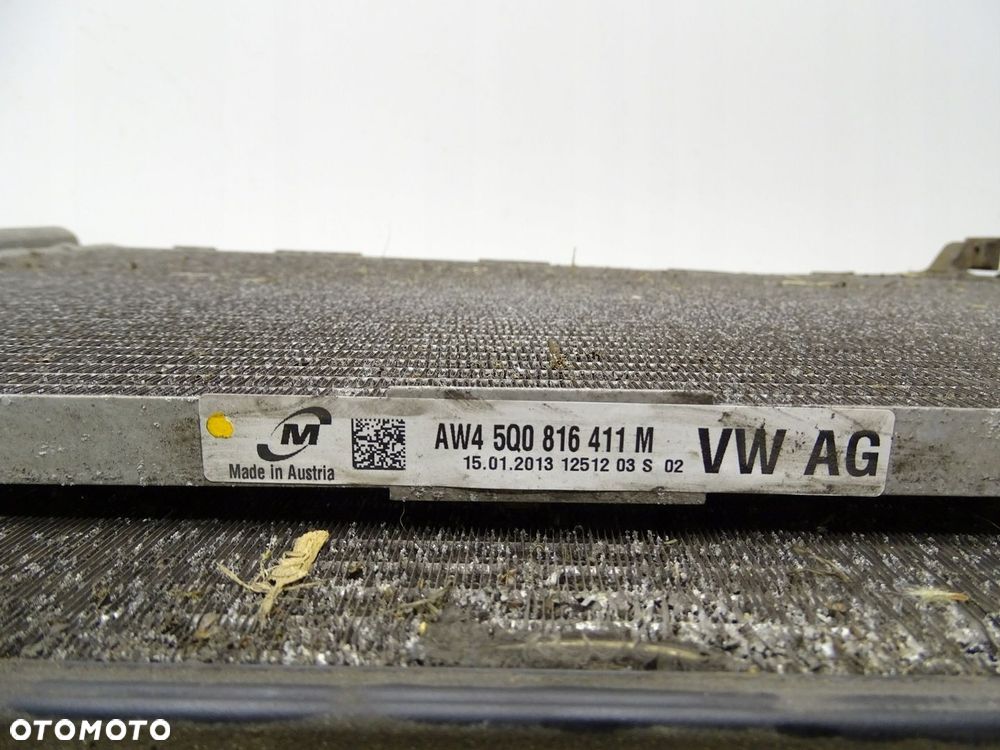 M
Made in Austria
AW4 5Q0 816 411 M
15.01.2013 12512 03 S 02
VW AG
OTOMOTO